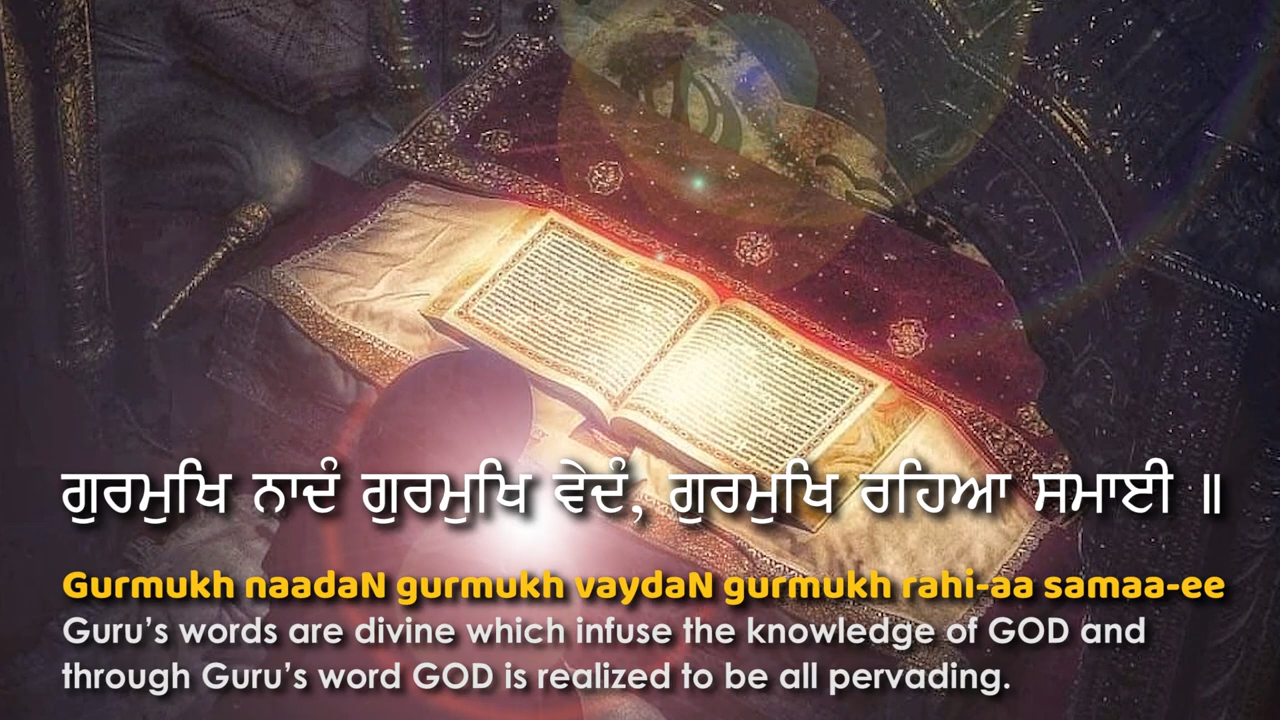 ਗੁਰਮੁਖਿ ਨਾਦੰ ਗੁਰਮੁਖਿ ਵੇਦੰ, ਗੁਰਮੁਖਿ ਰਹਿਆ ਸਮਾਈ ॥
Gurmukh naadaN gurmukh vaydaN gurmukh rahi-aa samaa-ee
Guru’s words are divine which infuse the knowledge of GOD and
through Guru’s word GOD is realized to be all pervading.